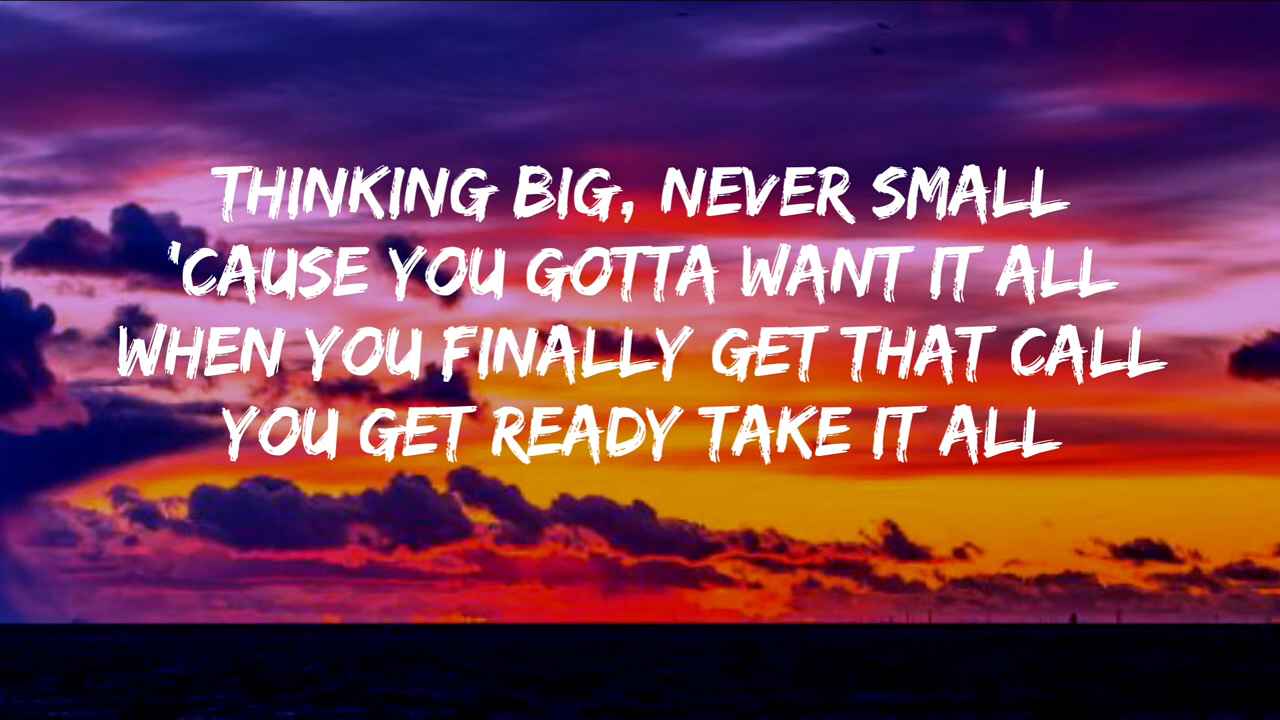 THINKING BIG, NEVER SMALL
'CAUSE YOU GOTTA WANT IT ALL
WHEN YOU FINALLY GET THAT CALL
YOU GET READY TAKE IT ALL